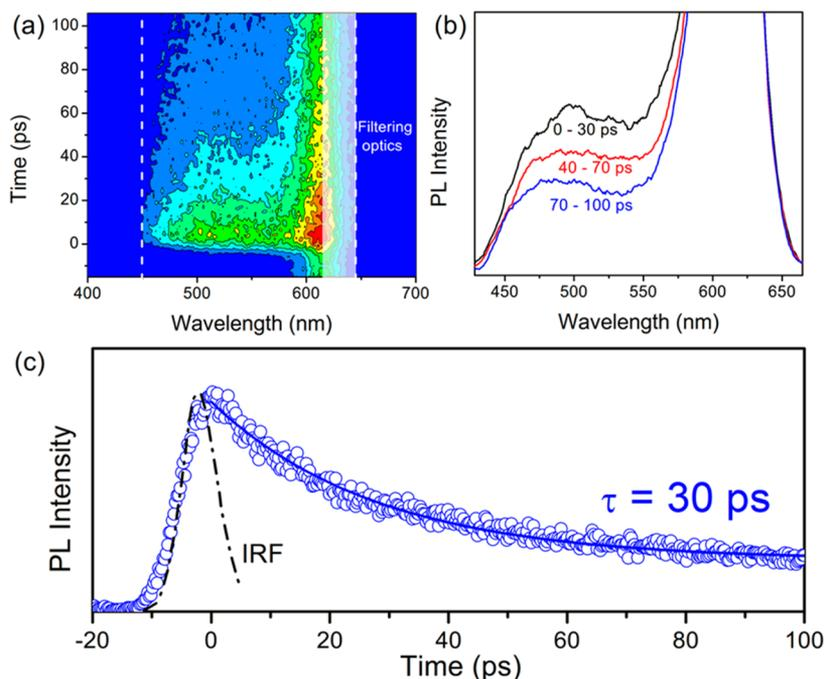 (a)
100
80
60
40
20
0
Time (ps)
Filtering
optics
400
500
600
700
Wavelength (nm)
(b)
PL Intensity
0 - 30 ps
40 - 70 ps
70 - 100 ps
450
500
550
600
650
Wavelength (nm)
(c)
PL Intensity
IRF
τ = 30 ps
-20
0
20
40
60
80
100
Time (ps)